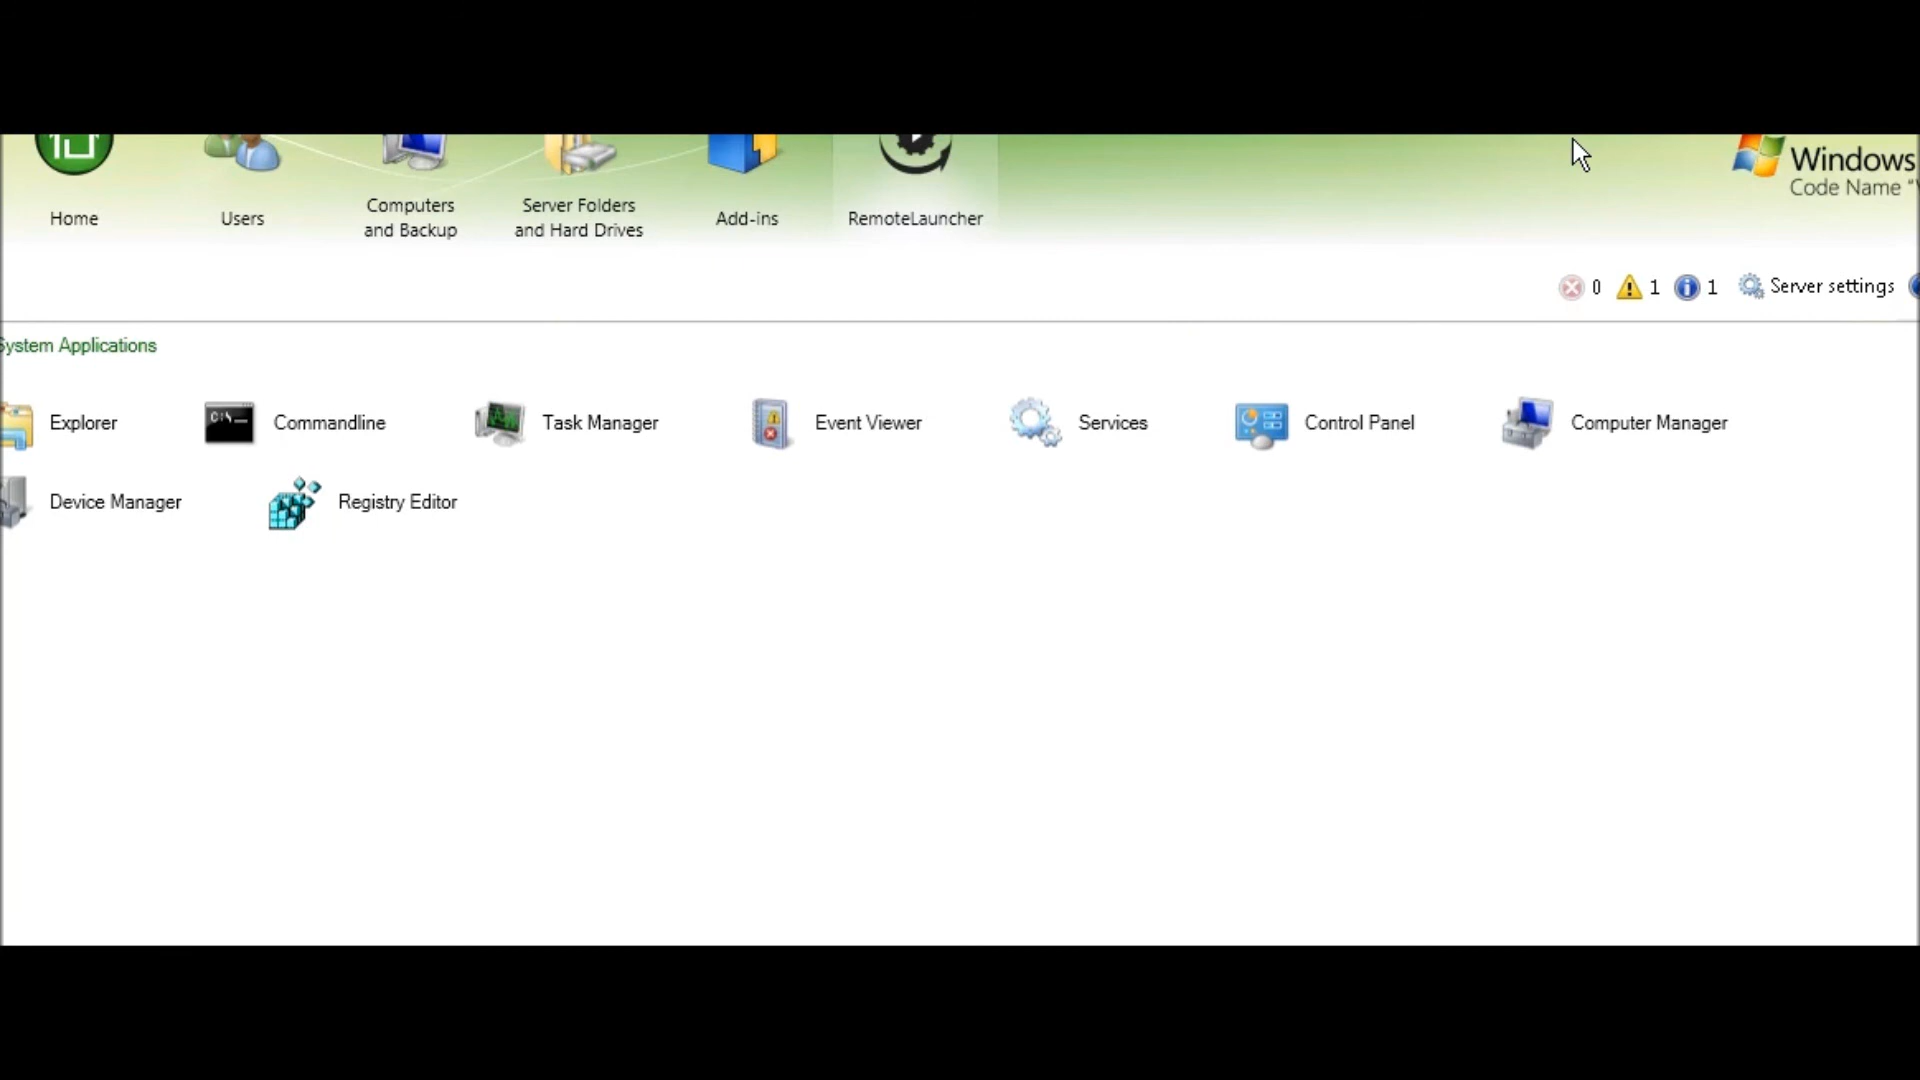 Home
Users
Computers
and Backup
Server Folders
and Hard Drives
Add-ins
RemoteLauncher
Windows
Code Name "
0
1
1
Server settings
System Applications
Explorer
C:\_
Commandline
Task Manager
Event Viewer
Services
Control Panel
Computer Manager
Device Manager
Registry Editor